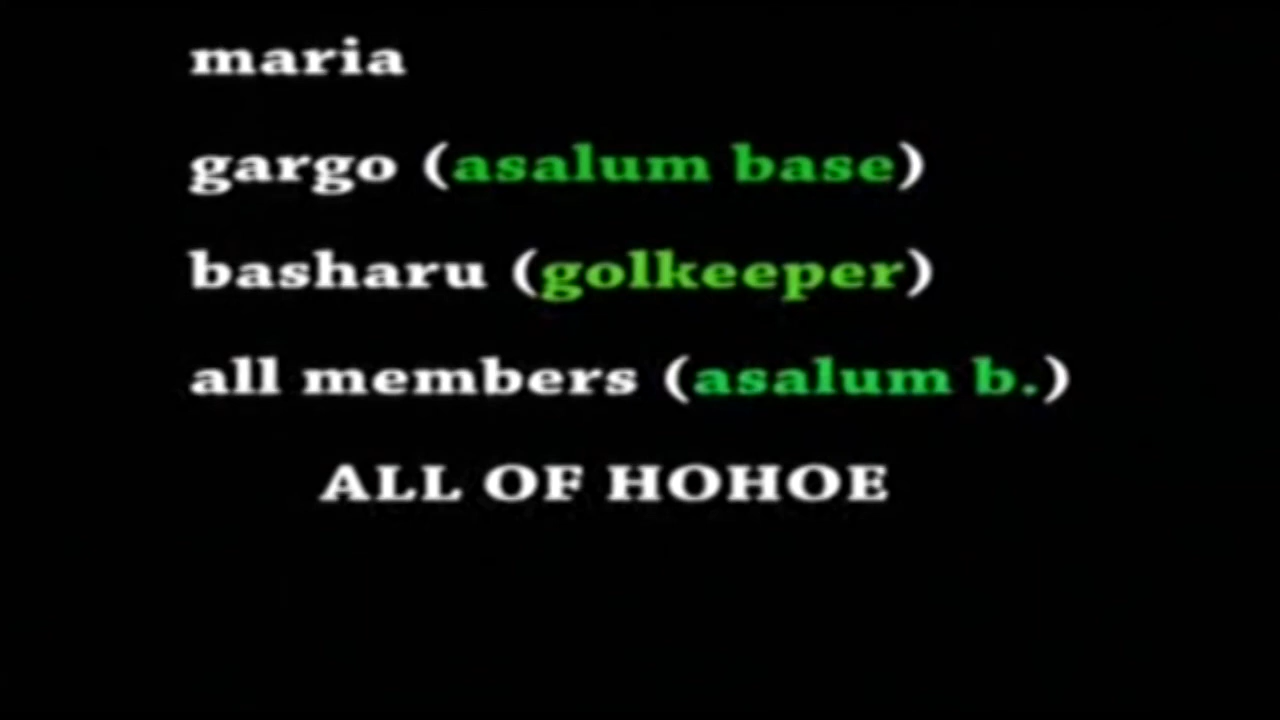 maria
gargo (asalum base)
basharu (golkeeper)
all members (asalum b.)
ALL OF HOHOE